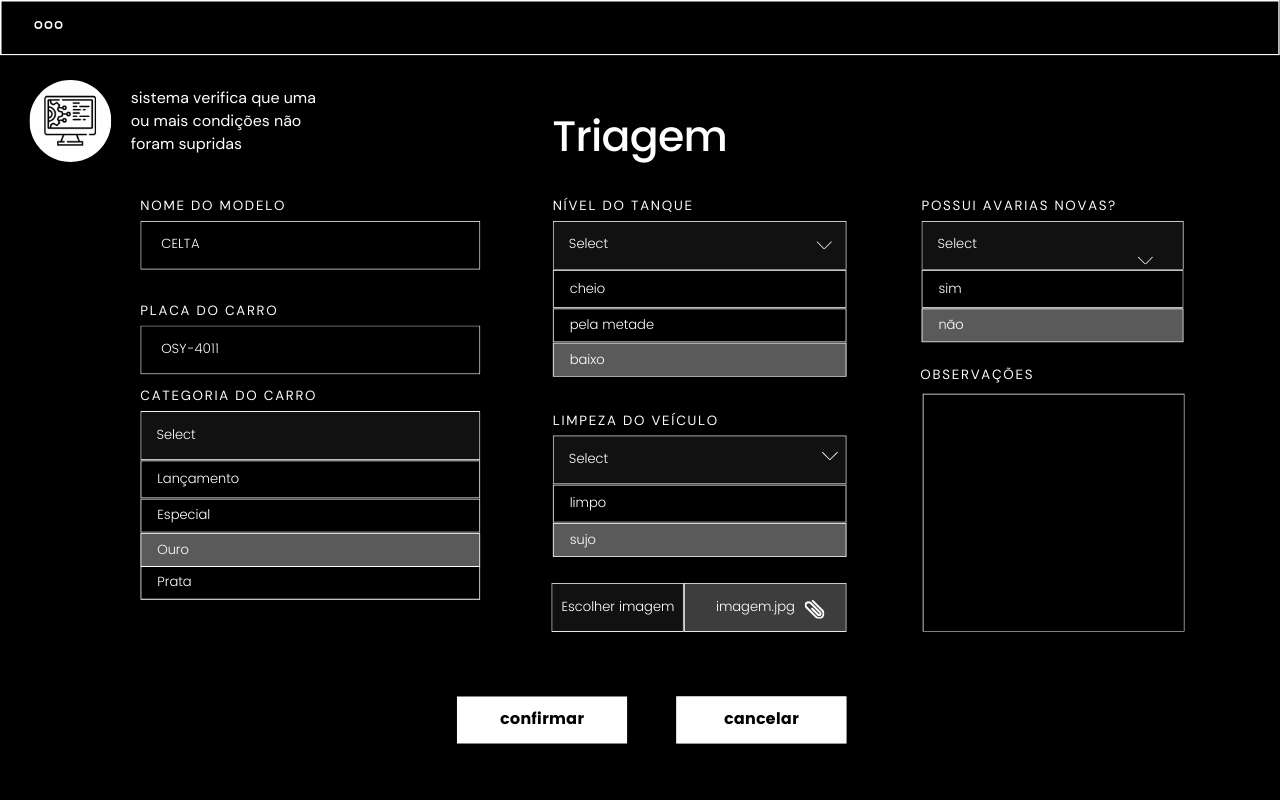 sistema verifica que uma
ou mais condições não
foram supridas
Triagem
NOME DO MODELO
CELTA
PLACA DO CARRO
OSY-4011
CATEGORIA DO CARRO
Select
Lançamento
Especial
Ouro
Prata
NÍVEL DO TANQUE
Select
cheio
pela metade
baixo
LIMPEZA DO VEÍCULO
Select
limpo
sujo
Escolher imagem
imagem.jpg
POSSUI AVARIAS NOVAS?
Select
sim
não
OBSERVAÇÕES
confirmar
cancelar